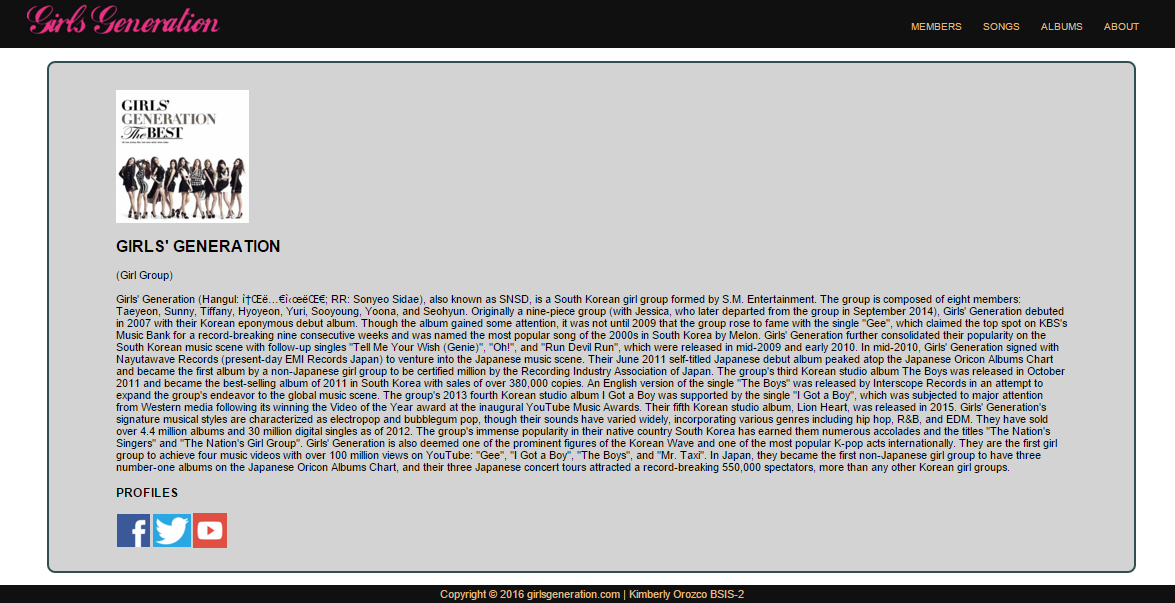 Girls Generation
MEMBERS SONGS ALBUMS ABOUT
GIRLS'
GENERATION
The BEST
GIRLS' GENERATION
(Girl Group)
Girls' Generation (Hangul: ì†Œë…€ì‹œëŒ€; RR: Sonyeo Sidae), also known as SNSD, is a South Korean girl group formed by S.M. Entertainment. The group is composed of eight members:
Taeyeon, Sunny, Tiffany, Hyoyeon, Yuri, Sooyoung, Yoona, and Seohyun. Originally a nine-piece group (with Jessica, who later departed from the group in September 2014), Girls' Generation debuted
in 2007 with their Korean eponymous debut album. Though the album gained some attention, it was not until 2009 that the group rose to fame with the single "Gee", which claimed the top spot on KBS's
Music Bank for a record-breaking nine consecutive weeks and was named the most popular song of the 2000s in South Korea by Melon. Girls' Generation further consolidated their popularity on the
South Korean music scene with follow-up singles "Tell Me Your Wish (Genie)", "Oh!", and "Run Devil Run", which were released in mid-2009 and early 2010. In mid-2010, Girls' Generation signed with
Nayutawave Records (present-day EMI Records Japan) to venture into the Japanese music scene. Their June 2011 self-titled Japanese debut album peaked atop the Japanese Oricon Albums Chart
and became the first album by a non-Japanese girl group to be certified million by the Recording Industry Association of Japan. The group's third Korean studio album The Boys was released in October
2011 and became the best-selling album of 2011 in South Korea with sales of over 380,000 copies. An English version of the single "The Boys" was released by Interscope Records in an attempt to
expand the group's endeavor to the global music scene. The group's 2013 fourth Korean studio album I Got a Boy was supported by the single "I Got a Boy", which was subjected to major attention
from Western media following its winning the Video of the Year award at the inaugural YouTube Music Awards. Their fifth Korean studio album, Lion Heart, was released in 2015. Girls' Generation's
signature musical styles are characterized as electropop and bubblegum pop, though their sounds have varied widely, incorporating various genres including hip hop, R&B, and EDM. They have sold
over 4.4 million albums and 30 million digital singles as of 2012. The group's immense popularity in their native country South Korea has earned them numerous accolades and the titles "The Nation's
Singers" and "The Nation's Girl Group". Girls' Generation is also deemed one of the prominent figures of the Korean Wave and one of the most popular K-pop acts internationally. They are the first girl
group to achieve four music videos with over 100 million views on YouTube: "Gee", "I Got a Boy", "The Boys", and "Mr. Taxi". In Japan, they became the first non-Japanese girl group to have three
number-one albums on the Japanese Oricon Albums Chart, and their three Japanese concert tours attracted a record-breaking 550,000 spectators, more than any other Korean girl groups.
PROFILES
Copyright © 2016 girlsgeneration.com | Kimberly Orozco BSIS-2